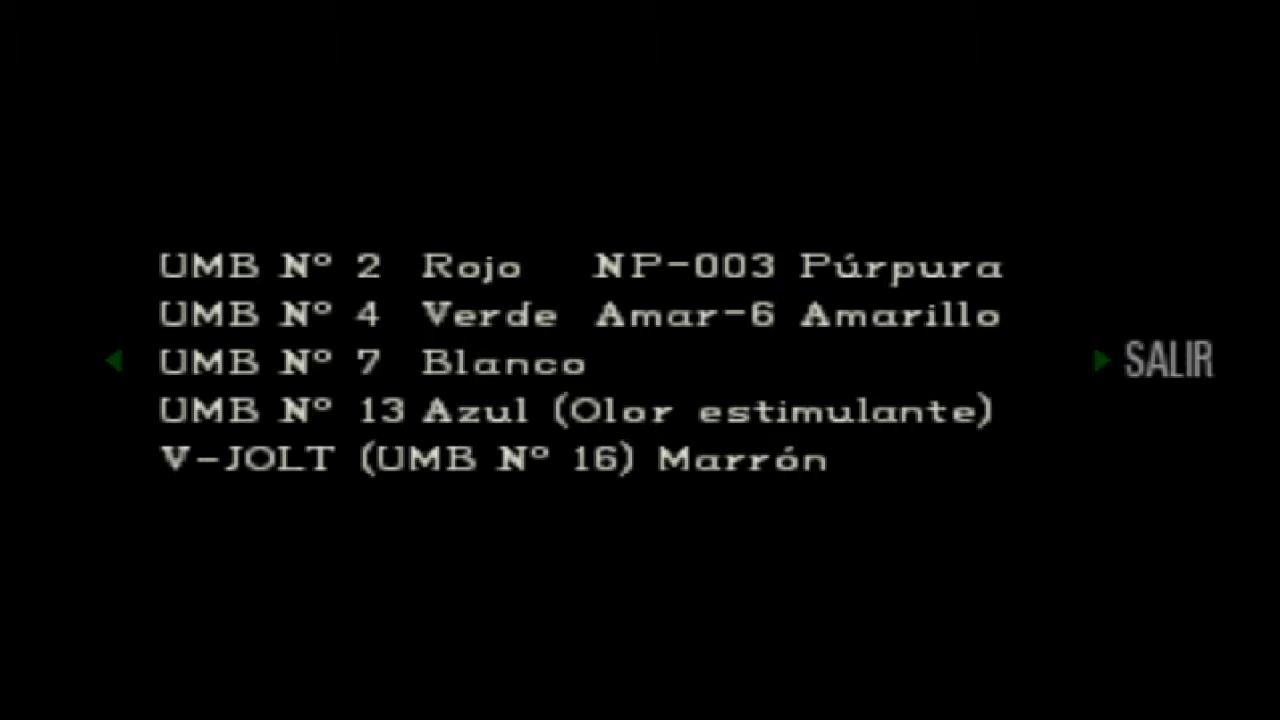 UMB Nº 2 Rojo NP-003 Púrpura
UMB Nº 4 Verde Amar-6 Amarillo
UMB Nº 7 Blanco
SALIR
UMB Nº 13 Azul (Olor estimulante)
V-JOLT (UMB Nº 16) Marrón